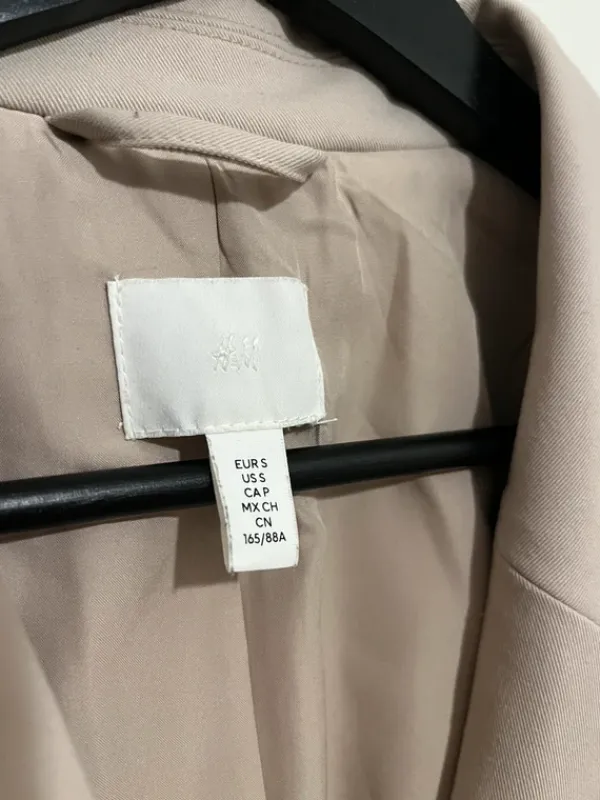 H&M
EUR S
US S
CA P
MX CH
CN
165/88A